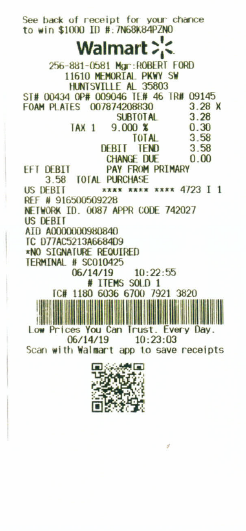 See back of receipt for your chance
to win $1000 ID #:7N68K84PZNO
Walmart
256-881-0581 Mgr:ROBERT FORD
11610 MEMORIAL PKWY SW
HUNTSVILLE AL 35803
ST# 00434 OP# 009046 TE# 46 TR# 09145
FOAM PLATES 007874208830 3.28 X
SUBTOTAL 3.28
TAX 1 9.000 % 0.30
TOTAL 3.58
DEBIT TEND 3.58
CHANGE DUE 0.00
EFT DEBIT PAY FROM PRIMARY
3.58 TOTAL PURCHASE
US DEBIT **** **** **** 4723 I 1
REF # 916500509228
NETWORK ID. 0087 APPR CODE 742027
US DEBIT
AID A0000000980840
TC D77AC5213A6684D9
*NO SIGNATURE REQUIRED
TERMINAL # SC010425
06/14/19 10:22:55
# ITEMS SOLD 1
TC# 1180 6036 6700 7921 3820
Low Prices You Can Trust. Every Day.
06/14/19 10:23:03
Scan with Walmart app to save receipts